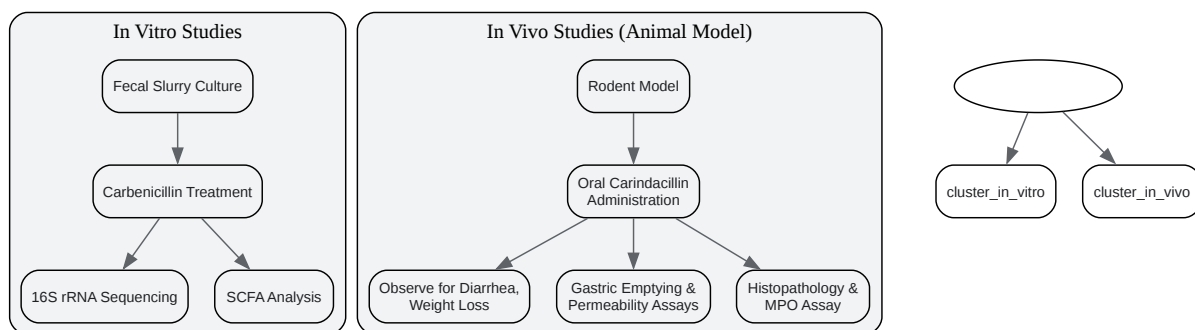 In Vitro Studies
Fecal Slurry Culture
Carbenicillin Treatment
16S rRNA Sequencing
SCFA Analysis
In Vivo Studies (Animal Model)
Rodent Model
Oral Carindacillin
Administration
Observe for Diarrhea,
Weight Loss
Gastric Emptying &
Permeability Assays
Histopathology &
MPO Assay
cluster_in_vitro
cluster_in_vivo